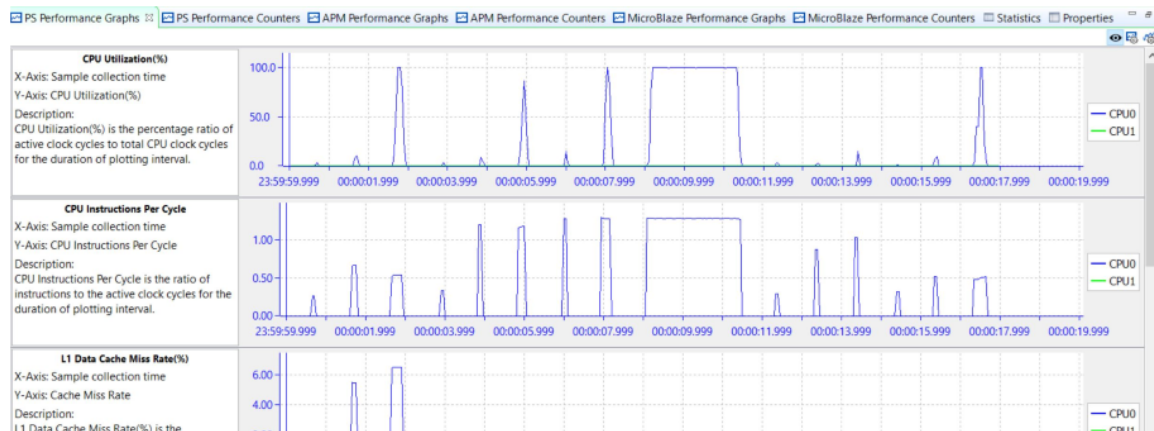 PS Performance Graphs PS Performance Counters APM Performance Graphs APM Performance Counters MicroBlaze Performance Graphs MicroBlaze Performance Counters Statistics Properties
CPU Utilization(%)
X-Axis: Sample collection time
Y-Axis: CPU Utilization(%)
Description:
CPU Utilization(%) is the percentage ratio of
active clock cycles to total CPU clock cycles
for the duration of plotting interval.
100.0
50.0
0.0
23:59:59.999 00:00:01.999 00:00:03.999 00:00:05.999 00:00:07.999 00:00:09.999 00:00:11.999 00:00:13.999 00:00:15.999 00:00:17.999 00:00:19.999
CPU0
CPU1
CPU Instructions Per Cycle
X-Axis: Sample collection time
Y-Axis: CPU Instructions Per Cycle
Description:
CPU Instructions Per Cycle is the ratio of
instructions to the active clock cycles for the
duration of plotting interval.
1.00
0.50
0.00
23:59:59.999 00:00:01.999 00:00:03.999 00:00:05.999 00:00:07.999 00:00:09.999 00:00:11.999 00:00:13.999 00:00:15.999 00:00:17.999 00:00:19.999
CPU0
CPU1
L1 Data Cache Miss Rate(%)
X-Axis: Sample collection time
Y-Axis: Cache Miss Rate
Description:
L1 Data Cache Miss Rate(%) is the
6.00
4.00
CPU0
CPU1